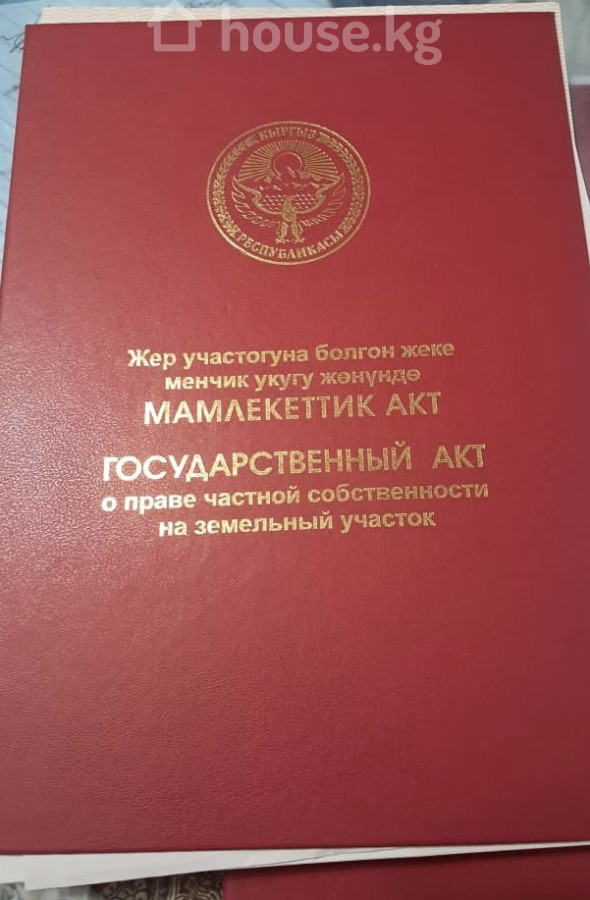 house.kg
КЫРГЫЗ
РЕСПУБЛИКАСЫ
Жер участогуна болгон жеке
менчик укугу жөнүндө
МАМЛЕКЕТТИК АКТ
ГОСУДАРСТВЕННЫЙ АКТ
о праве частной собственности
на земельный участок